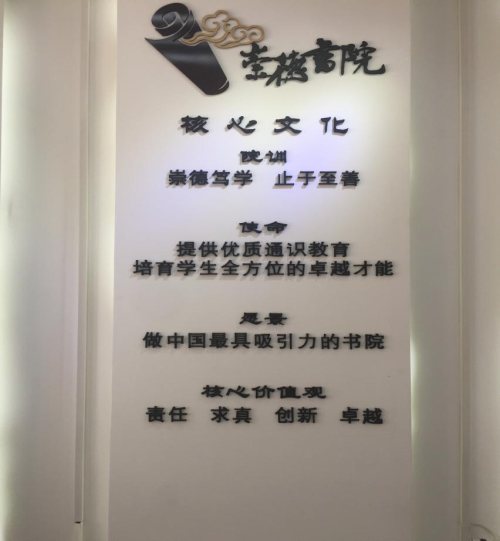 崇德书院
核心文化
院训
崇德笃学 止于至善
使命
提供优质通识教育
培育学生全方位的卓越才能
愿景
做中国最具吸引力的书院
核心价值观
责任 求真 创新 卓越